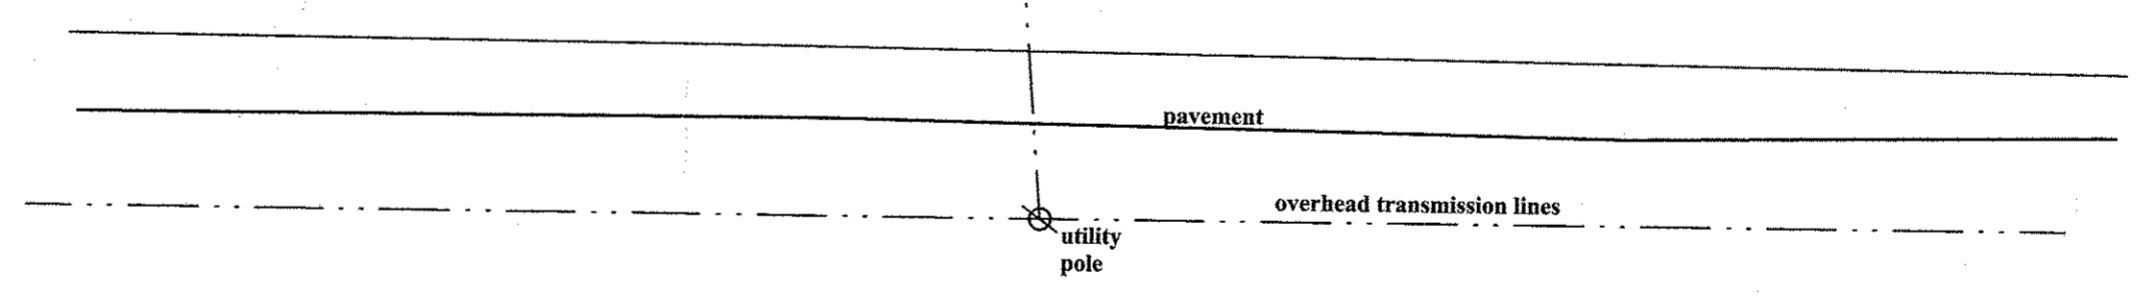 pavement
overhead transmission lines
utility
pole